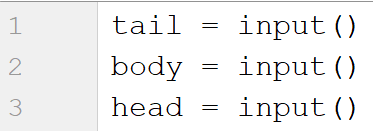 1 tail = input()
2 body = input()
3 head = input()